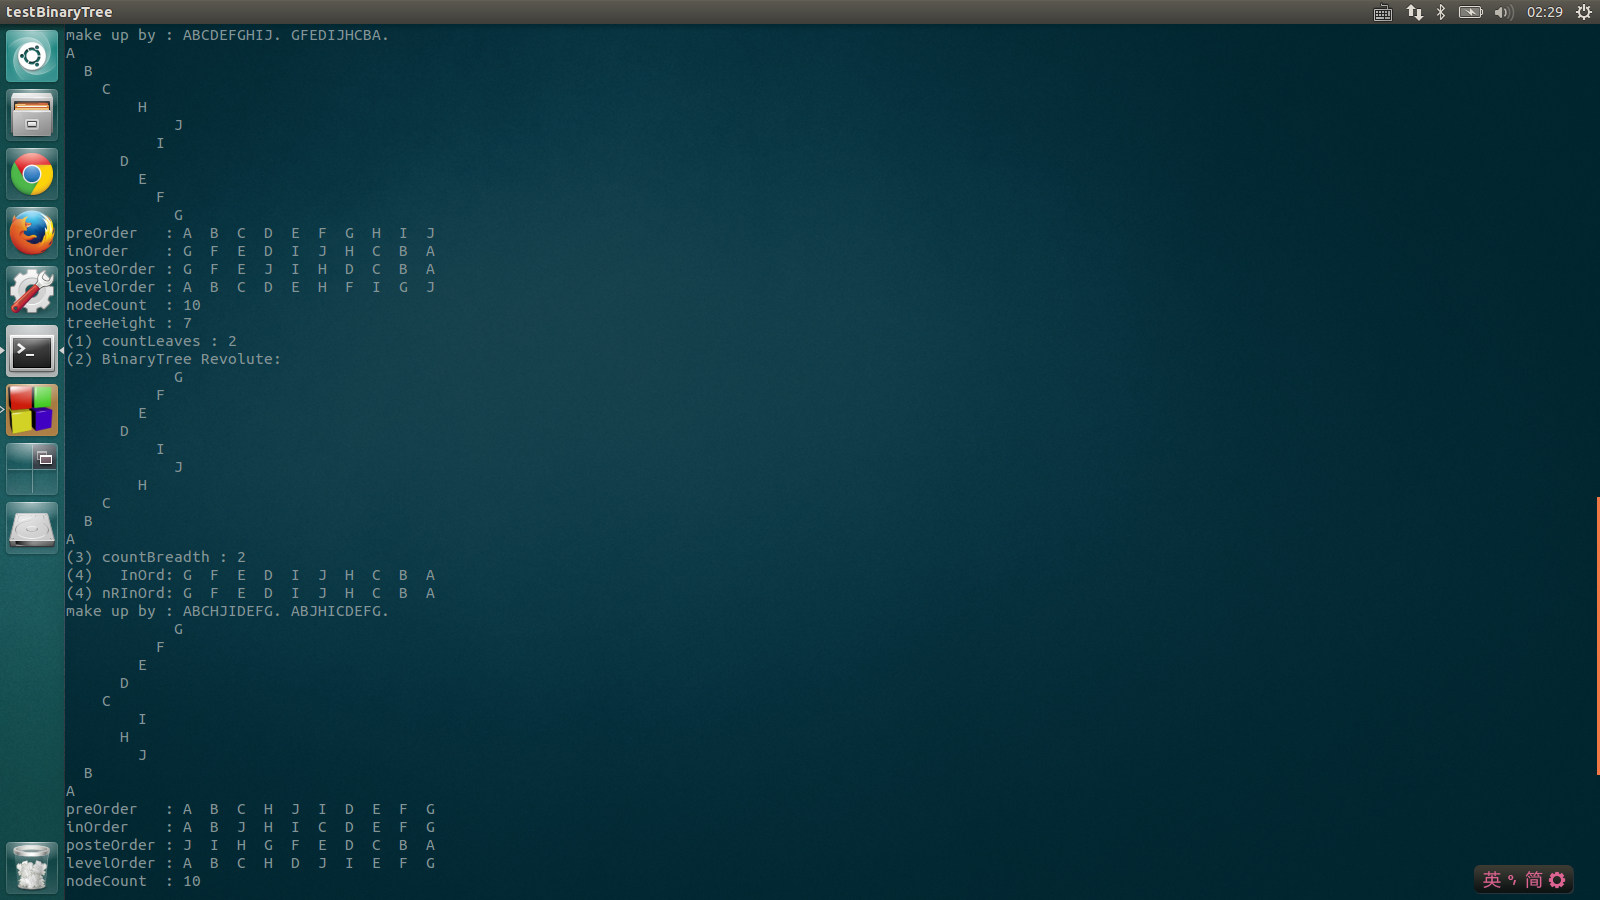 testBinaryTree
02:29
make up by : ABCDEFGHIJ. GFEDIJHCBA.
A
B
C
H
J
I
D
E
F
G
preOrder : A B C D E F G H I J
inOrder : G F E D I J H C B A
posteOrder : G F E J I H D C B A
levelOrder : A B C D E H F I G J
nodeCount : 10
treeHeight : 7
(1) countLeaves : 2
(2) BinaryTree Revolute:
G
F
E
D
I
J
H
C
B
A
(3) countBreadth : 2
(4) InOrd: G F E D I J H C B A
(4) nRInOrd: G F E D I J H C B A
make up by : ABCHJIDEFG. ABJHICDEFG.
G
F
E
D
C
I
H
J
B
A
preOrder : A B C H J I D E F G
inOrder : A B J H I C D E F G
posteOrder : J I H G F E D C B A
levelOrder : A B C H D J I E F G
nodeCount : 10
英 简